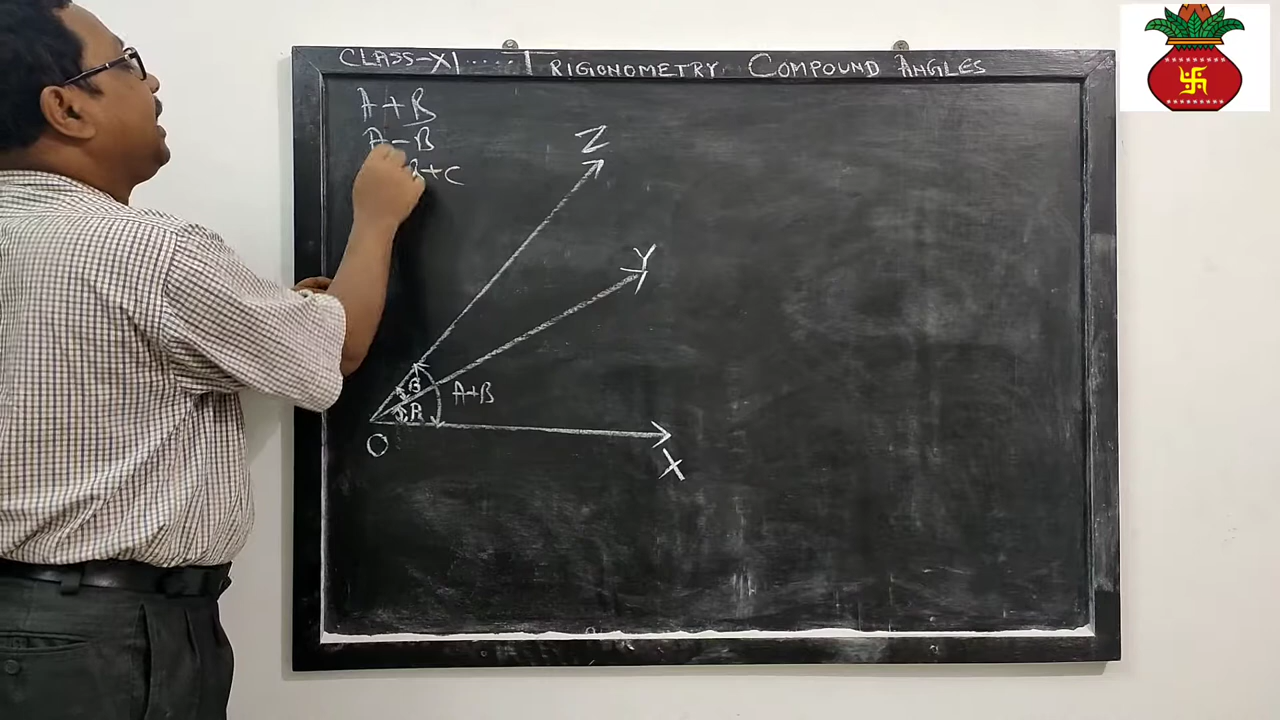 CLASS-XI.....TRIGONOMETRY. COMPOUND ANGLES
A+B
A-B
B+C
Z
Y
B
A+B
O
X